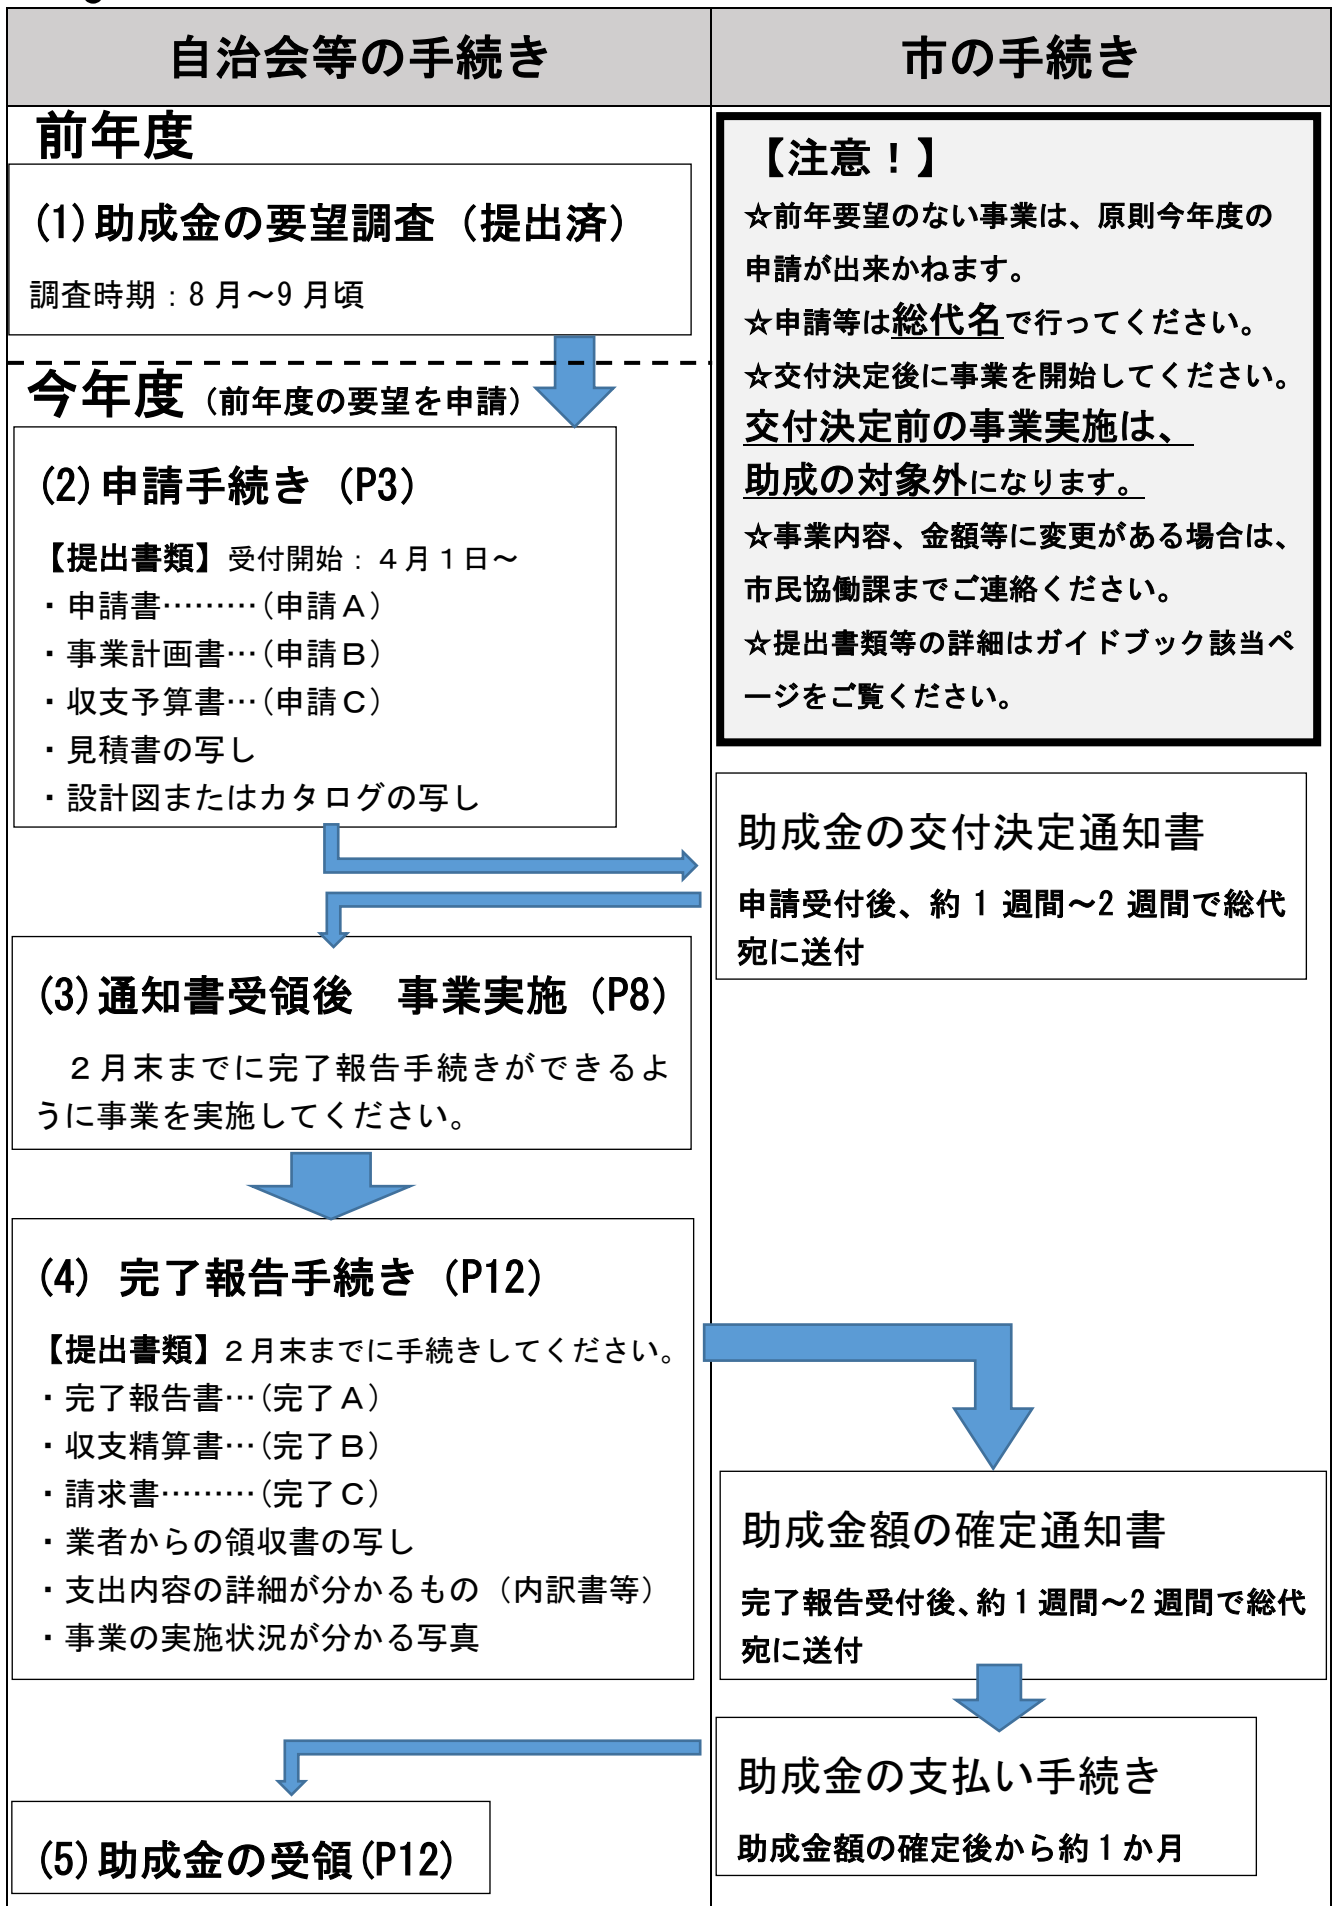 自治会等の手続き
市の手続き
前年度
(1)助成金の要望調査（提出済）
調査時期：8月～9月頃
今年度（前年度の要望を申請）
(2)申請手続き（P3）
【提出書類】受付開始：４月１日～
・申請書………(申請Ａ)
・事業計画書…(申請Ｂ)
・収支予算書…(申請Ｃ)
・見積書の写し
・設計図またはカタログの写し
【注意！】
☆前年要望のない事業は、原則今年度の
申請が出来かねます。
☆申請等は総代名で行ってください。
☆交付決定後に事業を開始してください。
交付決定前の事業実施は、
助成の対象外になります。
☆事業内容、金額等に変更がある場合は、
市民協働課までご連絡ください。
☆提出書類等の詳細はガイドブック該当ペ
ージをご覧ください。
助成金の交付決定通知書
申請受付後、約1週間～2週間で総代
宛に送付
(3)通知書受領後　事業実施（P8）
２月末までに完了報告手続きができるよ
うに事業を実施してください。
(4) 完了報告手続き（P12）
【提出書類】２月末までに手続きしてください。
・完了報告書…(完了Ａ)
・収支精算書…(完了Ｂ)
・請求書………(完了Ｃ)
・業者からの領収書の写し
・支出内容の詳細が分かるもの（内訳書等）
・事業の実施状況が分かる写真
助成金額の確定通知書
完了報告受付後、約1週間～2週間で総代
宛に送付
助成金の支払い手続き
助成金額の確定後から約1か月
(5)助成金の受領(P12)